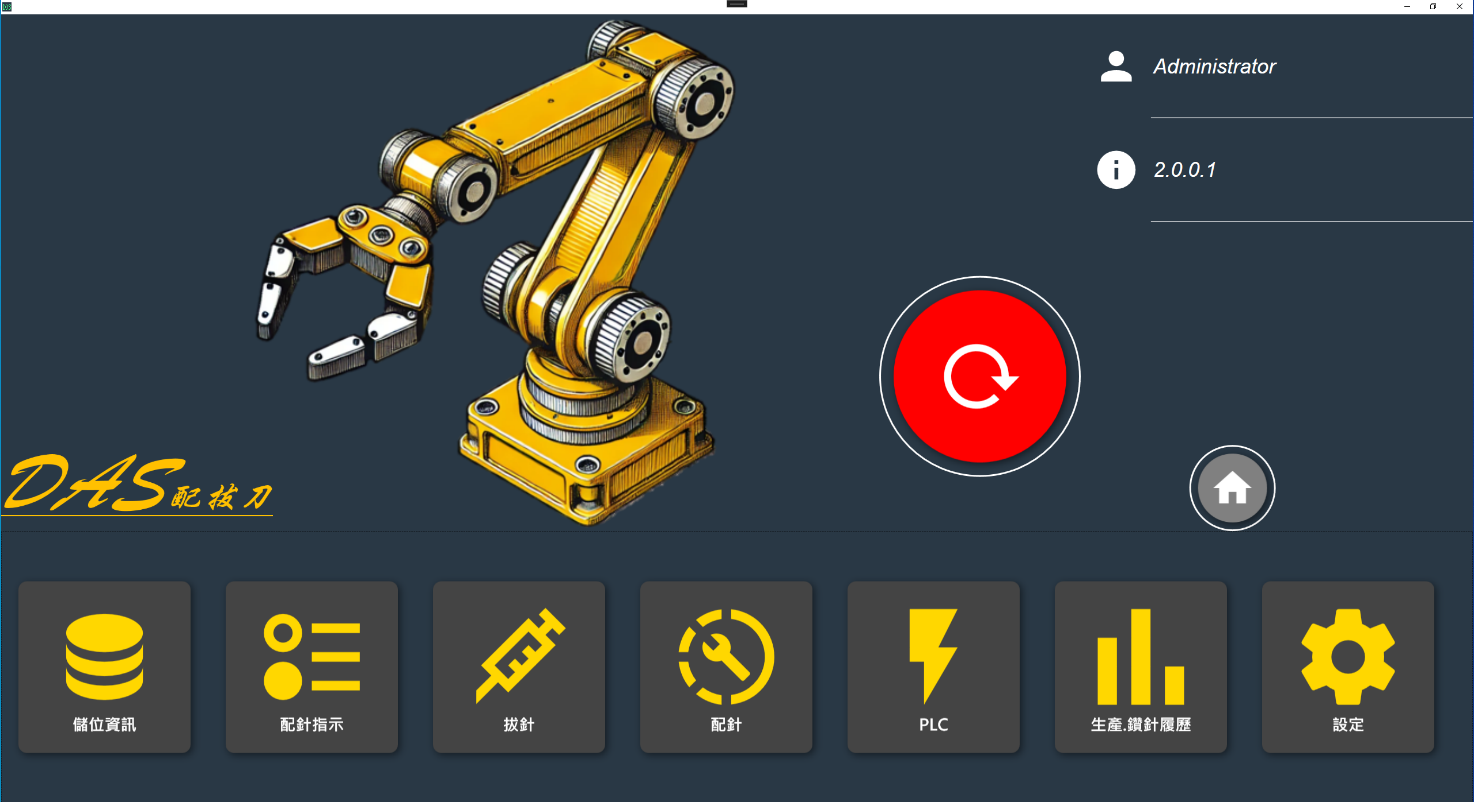 Administrator
2.0.0.1
DAS配拔刀
儲位資訊
配針指示
拔針
配針
PLC
生產.鑽針履歷
設定